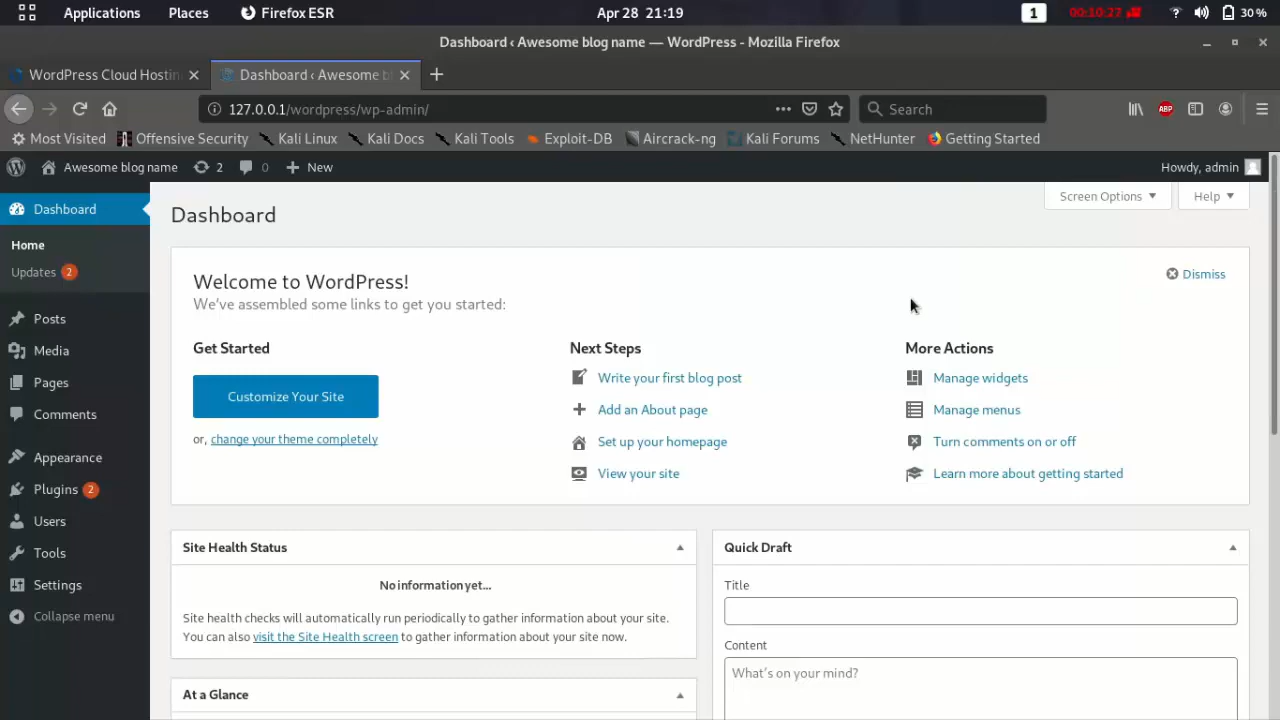 Applications Places Firefox ESR Apr 28 21:19 1 00:10:27 30 %
Dashboard ‹ Awesome blog name — WordPress - Mozilla Firefox
WordPress Cloud Hostin Dashboard ‹ Awesome b
127.0.0.1/wordpress/wp-admin/ Search ABP
Most Visited Offensive Security Kali Linux Kali Docs Kali Tools Exploit-DB Aircrack-ng Kali Forums NetHunter Getting Started
Awesome blog name 2 0 New Howdy, admin
Dashboard
Home
Updates 2
Posts
Media
Pages
Comments
Appearance
Plugins 2
Users
Tools
Settings
Collapse menu
Screen Options Help
Dashboard
Welcome to WordPress!
We've assembled some links to get you started:
Dismiss
Get Started
Customize Your Site
or, change your theme completely
Next Steps
Write your first blog post
Add an About page
Set up your homepage
View your site
More Actions
Manage widgets
Manage menus
Turn comments on or off
Learn more about getting started
Site Health Status
No information yet...
Site health checks will automatically run periodically to gather information about your site.
You can also visit the Site Health screen to gather information about your site now.
At a Glance
Quick Draft
Title
Content
What's on your mind?